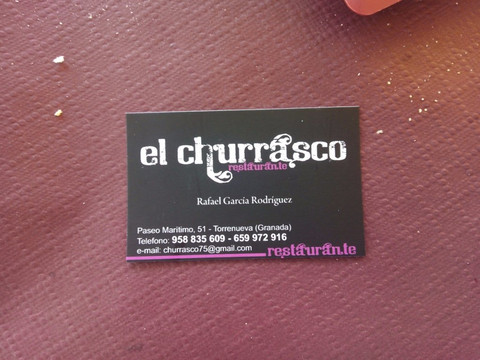 el churrasco
restaurante
Rafael García Rodríguez
Paseo Marítimo, 51 - Torrenueva (Granada)
Telefono: 958 835 609 - 659 972 916
e-mail: churrasco75@gmail.com
restaurante